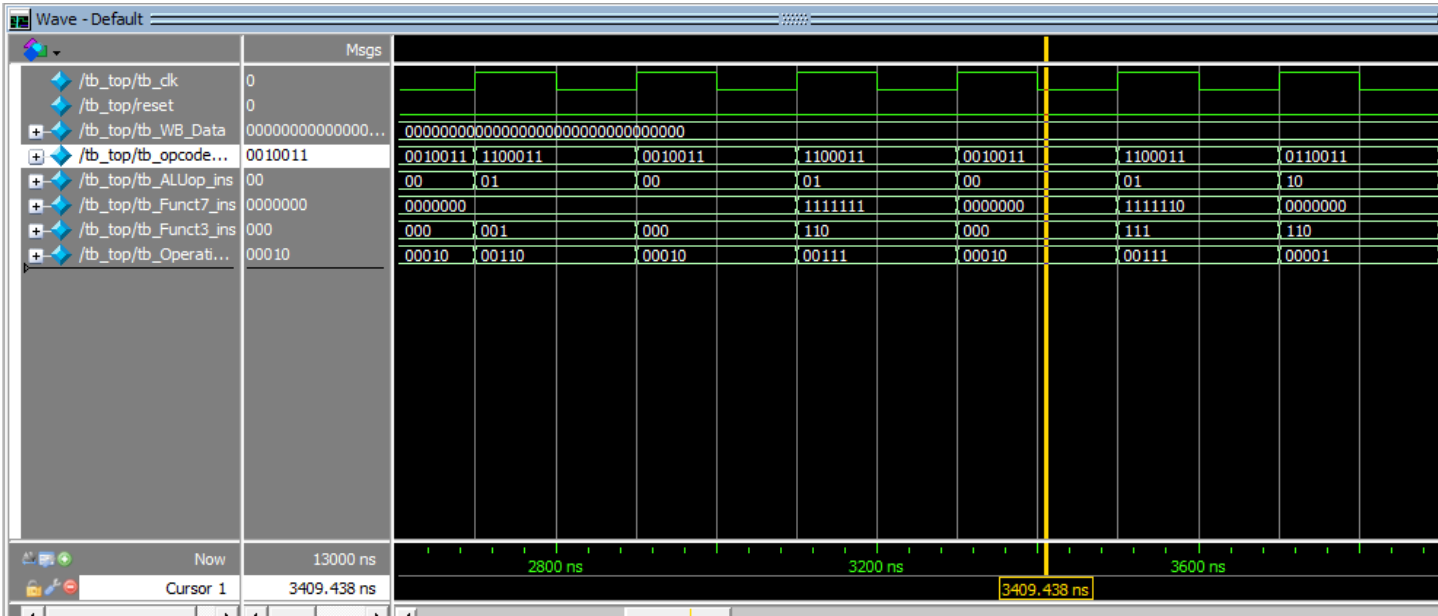 Wave - Default
Msgs
/tb_top/tb_clk 0
/tb_top/reset 0
/tb_top/tb_WB_Data 00000000000000... 00000000000000000000000000000000
/tb_top/tb_opcode... 0010011 0010011 1100011 0010011 1100011 0010011 1100011 0110011
/tb_top/tb_ALUop_ins 00 00 01 00 01 00 01 10
/tb_top/tb_Funct7_ins 0000000 0000000 1111111 0000000 1111110 0000000
/tb_top/tb_Funct3_ins 000 000 001 000 110 000 111 110
/tb_top/tb_Operati... 00010 00010 00110 00010 00111 00010 00111 00001
Now 13000 ns 2800 ns 3200 ns 3600 ns
Cursor 1 3409.438 ns 3409.438 ns